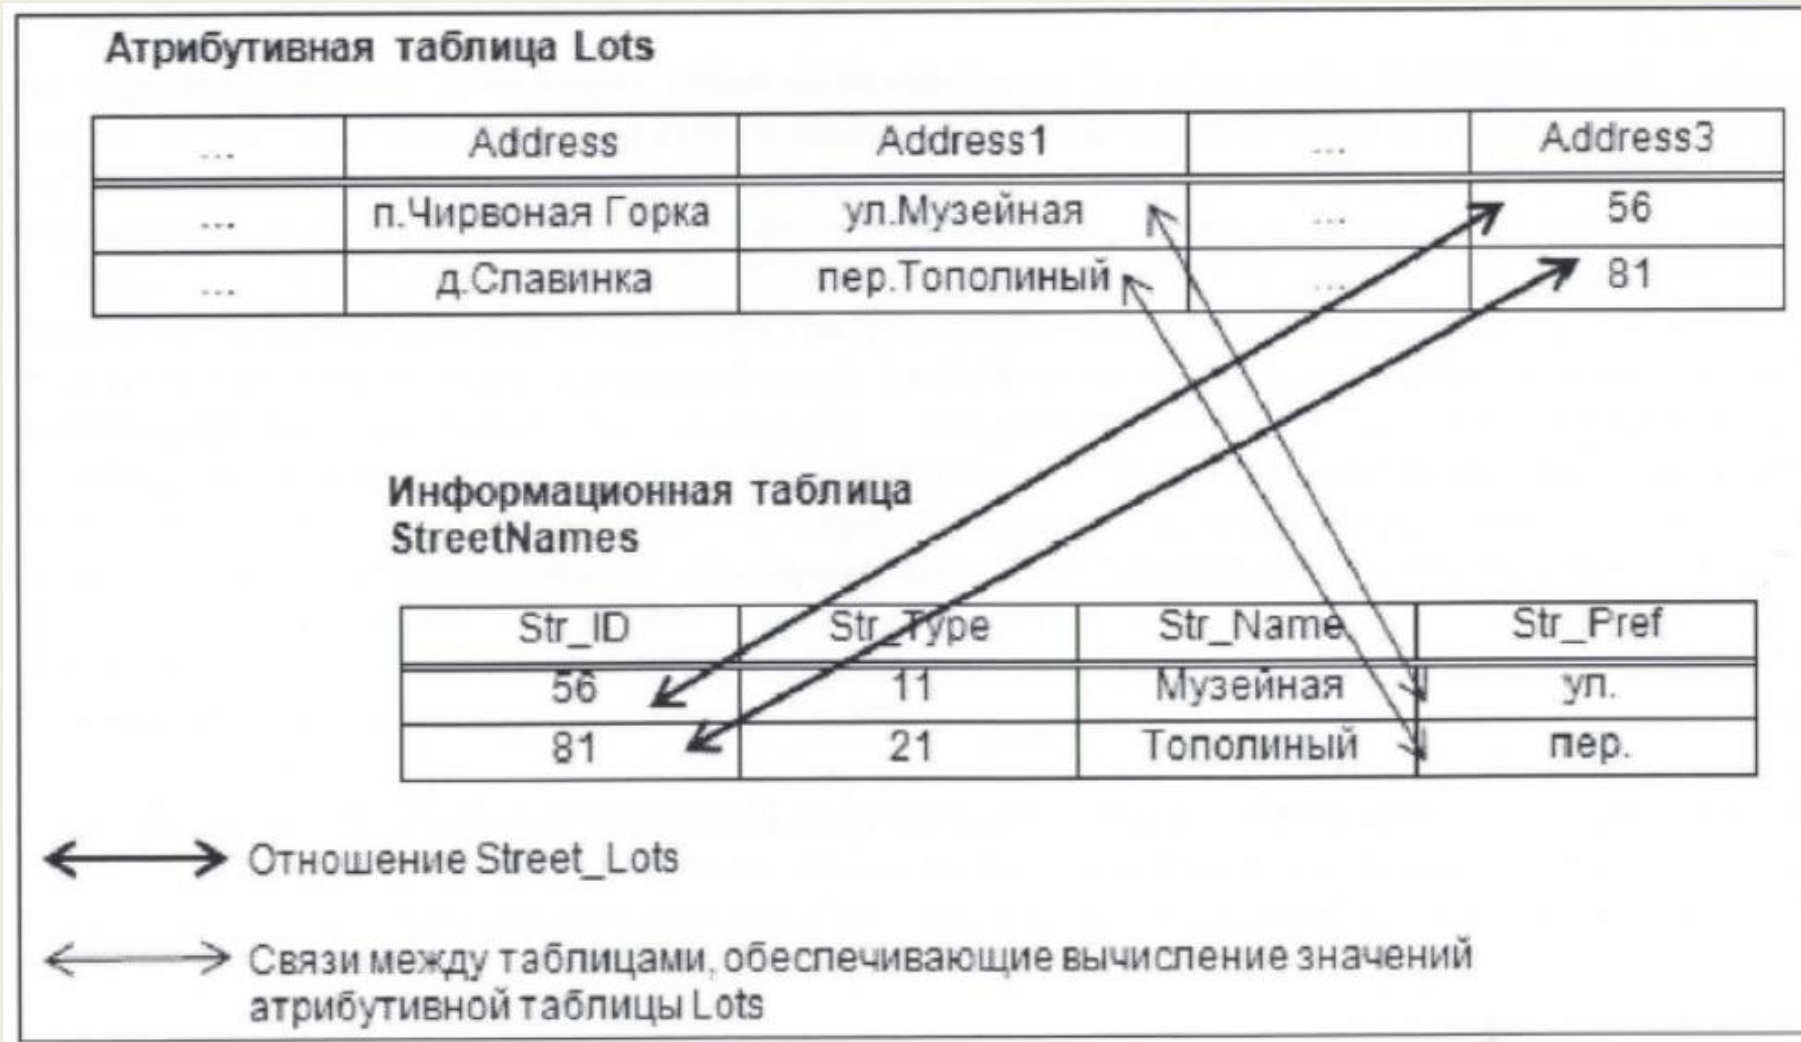 Атрибутивная таблица Lots
... Address Address1 ... Address3
... п.Чирвоная Горка ул.Музейная ... 56
... д.Славинка пер.Тополиный ... 81
Информационная таблица
StreetNames
Str_ID Str_Type Str_Name Str_Pref
56 11 Музейная ул.
81 21 Тополиный пер.
Отношение Street_Lots
Связи между таблицами, обеспечивающие вычисление значений
атрибутивной таблицы Lots